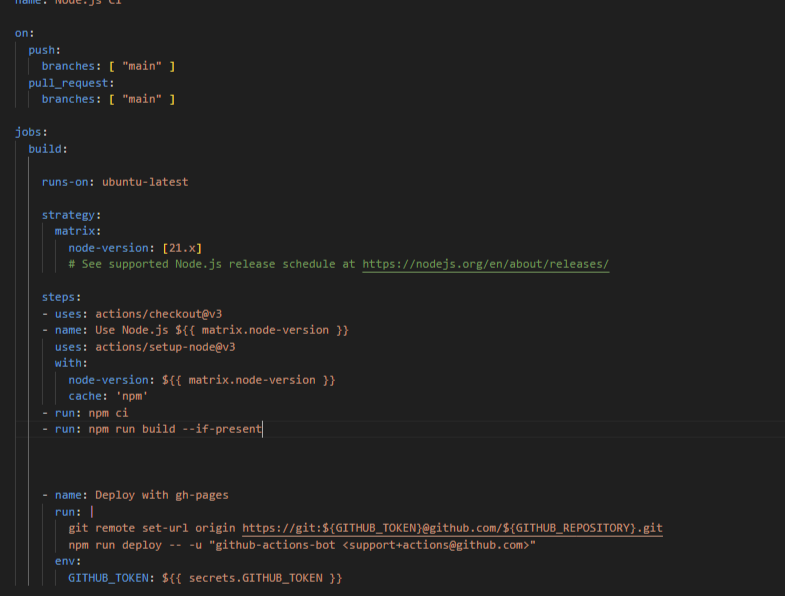 name: Node.js CI
on:
push:
branches: [ "main" ]
pull_request:
branches: [ "main" ]
jobs:
build:
runs-on: ubuntu-latest
strategy:
matrix:
node-version: [21.x]
# See supported Node.js release schedule at https://nodejs.org/en/about/releases/
steps:
- uses: actions/checkout@v3
- name: Use Node.js ${{ matrix.node-version }}
uses: actions/setup-node@v3
with:
node-version: ${{ matrix.node-version }}
cache: 'npm'
- run: npm ci
- run: npm run build --if-present
- name: Deploy with gh-pages
run: |
git remote set-url origin https://git:${GITHUB_TOKEN}@github.com/${GITHUB_REPOSITORY}.git
npm run deploy -- -u "github-actions-bot <support+actions@github.com>"
env:
GITHUB_TOKEN: ${{ secrets.GITHUB_TOKEN }}